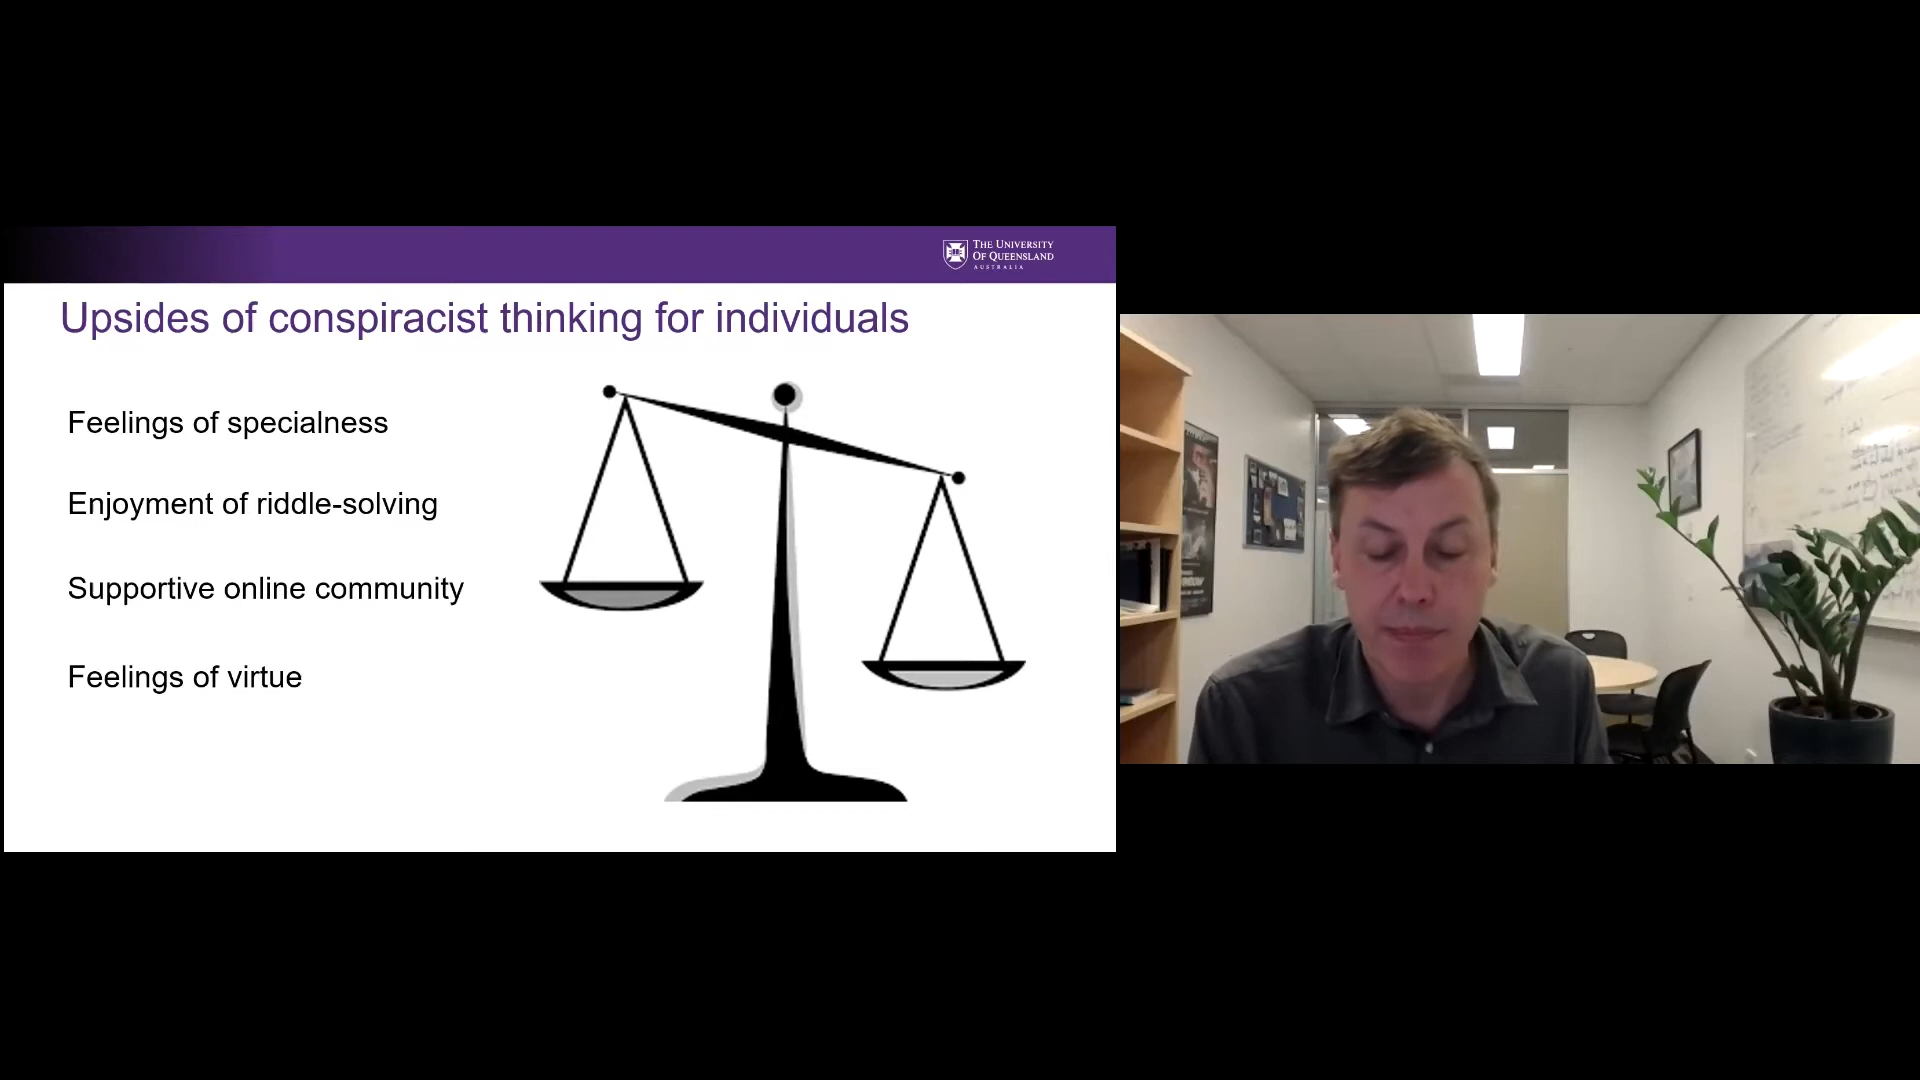 THE UNIVERSITY
OF QUEENSLAND
AUSTRALIA
Upsides of conspiracist thinking for individuals
Feelings of specialness
Enjoyment of riddle-solving
Supportive online community
Feelings of virtue